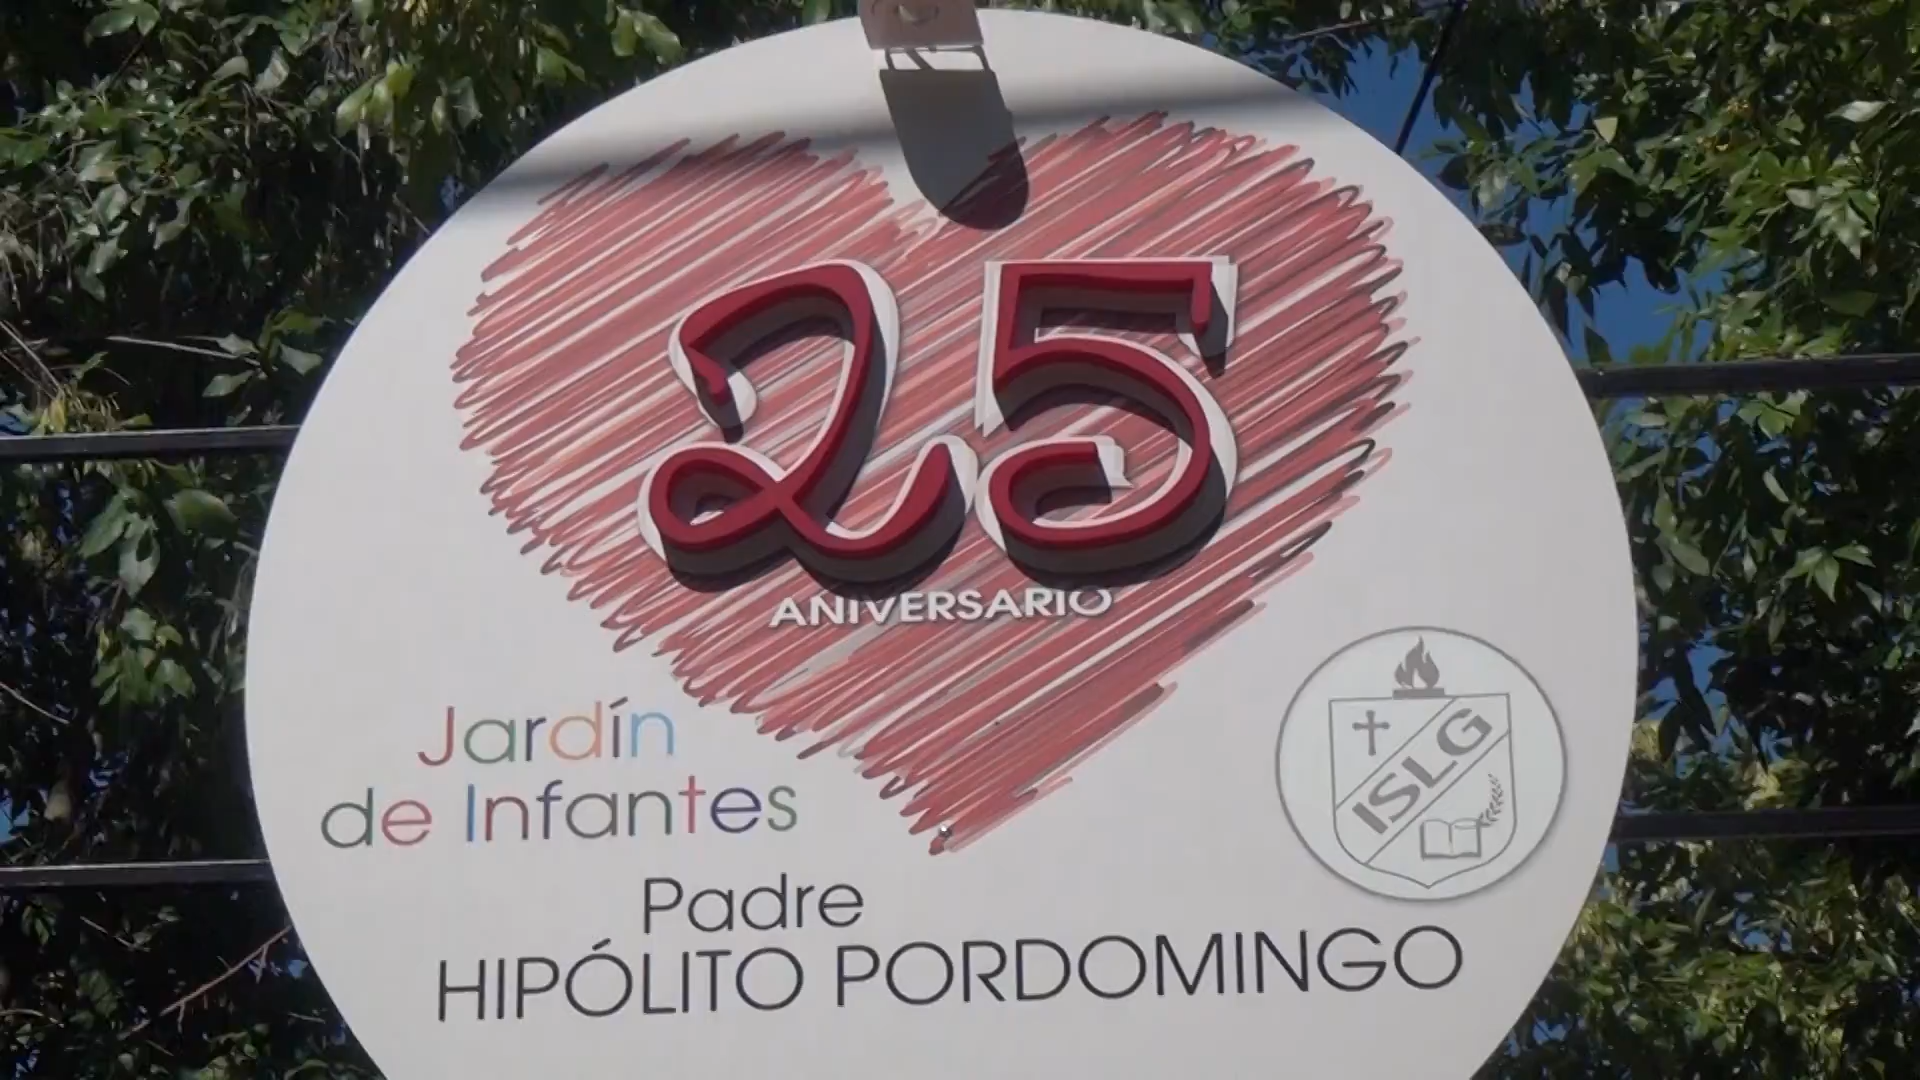 25
ANIVERSARIO
Jardín
de Infantes
ISLG
Padre
HIPÓLITO PORDOMINGO